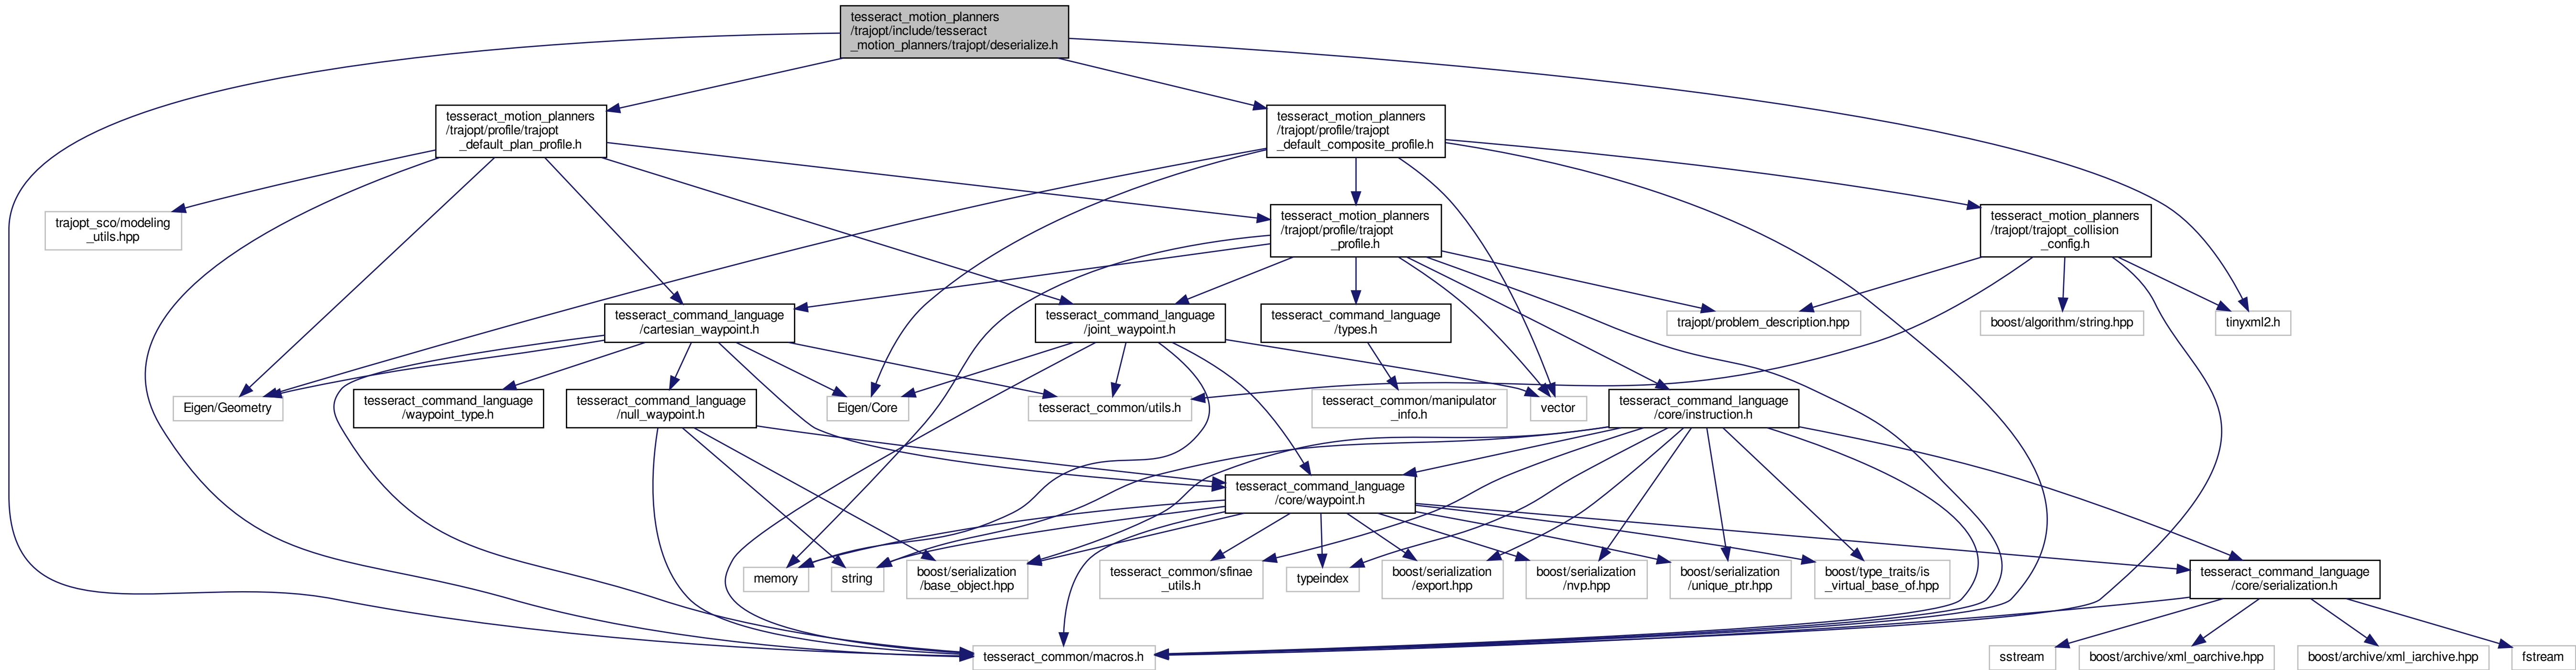 tesseract_motion_planners
/trajopt/include/tesseract
_motion_planners/trajopt/deserialize.h
tesseract_motion_planners
/trajopt/profile/trajopt
_default_plan_profile.h
tesseract_motion_planners
/trajopt/profile/trajopt
_default_composite_profile.h
trajopt_sco/modeling
_utils.hpp
tesseract_motion_planners
/trajopt/profile/trajopt
_profile.h
tesseract_motion_planners
/trajopt/trajopt_collision
_config.h
tesseract_command_language
/cartesian_waypoint.h
tesseract_command_language
/joint_waypoint.h
tesseract_command_language
/types.h
trajopt/problem_description.hpp
boost/algorithm/string.hpp
tinyxml2.h
Eigen/Geometry
tesseract_command_language
/waypoint_type.h
tesseract_command_language
/null_waypoint.h
Eigen/Core
tesseract_common/utils.h
tesseract_common/manipulator
_info.h
vector
tesseract_command_language
/core/instruction.h
tesseract_command_language
/core/waypoint.h
memory
string
boost/serialization
/base_object.hpp
tesseract_common/sfinae
_utils.h
typeindex
boost/serialization
/export.hpp
boost/serialization
/nvp.hpp
boost/serialization
/unique_ptr.hpp
boost/type_traits/is
_virtual_base_of.hpp
tesseract_command_language
/core/serialization.h
tesseract_common/macros.h
sstream
boost/archive/xml_oarchive.hpp
boost/archive/xml_iarchive.hpp
fstream